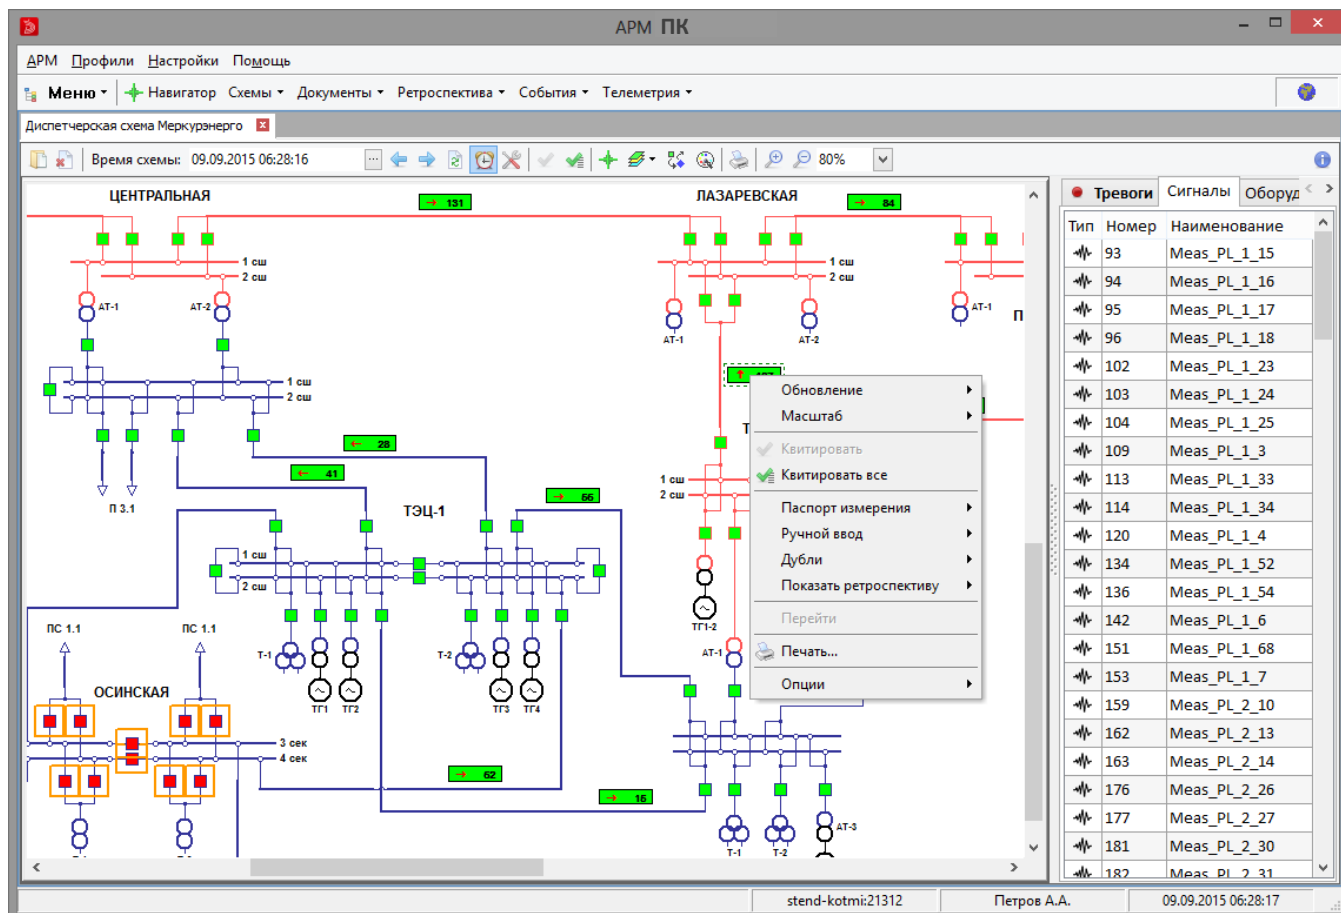 АРМ ПК
АРМ Профили Настройки Помощь
Меню Навигатор Схемы Документы Ретроспектива События Телеметрия
Диспетчерская схема Меркурэнерго
Время схемы: 09.09.2015 06:28:16 ... 80%
ЦЕНТРАЛЬНАЯ
→ 131
ЛАЗАРЕВСКАЯ
→ 84
1 сш
2 сш
АТ-1
АТ-2
1 сш
2 сш
АТ-1
АТ-2
АТ-1
П
1 сш
2 сш
← 28
← 41
П 3.1
ТЭЦ-1
→ 66
1 сш
2 сш
Т-1
ТГ1
ТГ2
Т-2
ТГ3
ТГ4
Т
1 сш
2 сш
ТГ1-2
АТ-1
ПС 1.1
ПС 1.1
ОСИНСКАЯ
3 сек
4 сек
→ 62
→ 15
Т-1
Т-2
АТ-3
Обновление
Масштаб
Квитировать
Квитировать все
Паспорт измерения
Ручной ввод
Дубли
Показать ретроспективу
Перейти
Печать...
Опции
Тревоги Сигналы Оборуд
Тип Номер Наименование
93 Meas_PL_1_15
94 Meas_PL_1_16
95 Meas_PL_1_17
96 Meas_PL_1_18
102 Meas_PL_1_23
103 Meas_PL_1_24
104 Meas_PL_1_25
109 Meas_PL_1_3
113 Meas_PL_1_33
114 Meas_PL_1_34
120 Meas_PL_1_4
134 Meas_PL_1_52
136 Meas_PL_1_54
142 Meas_PL_1_6
151 Meas_PL_1_68
153 Meas_PL_1_7
159 Meas_PL_2_10
162 Meas_PL_2_13
163 Meas_PL_2_14
176 Meas_PL_2_26
177 Meas_PL_2_27
181 Meas_PL_2_30
182 Meas_PL_2_31
stend-kotmi:21312 Петров А.А. 09.09.2015 06:28:17